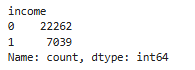 income
0    22262
1     7039
Name: count, dtype: int64